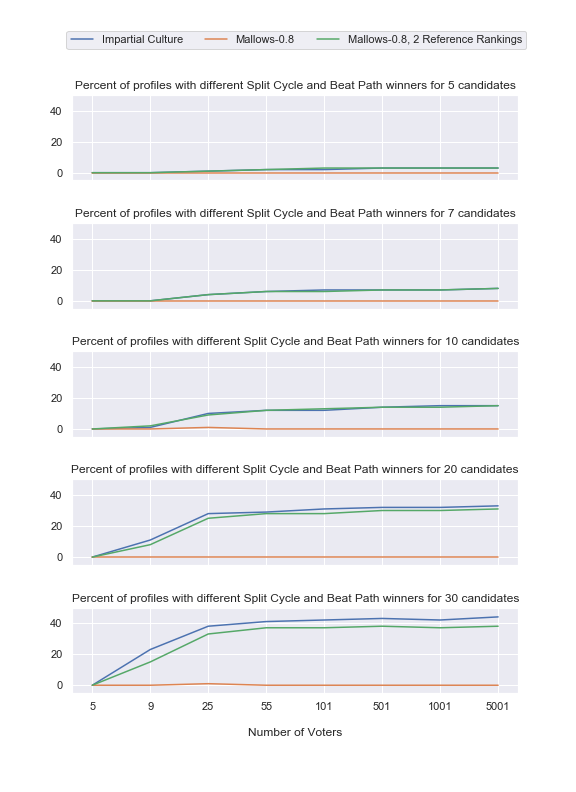 Impartial Culture Mallows-0.8 Mallows-0.8, 2 Reference Rankings
Percent of profiles with different Split Cycle and Beat Path winners for 5 candidates
40
20
0
Percent of profiles with different Split Cycle and Beat Path winners for 7 candidates
40
20
0
Percent of profiles with different Split Cycle and Beat Path winners for 10 candidates
40
20
0
Percent of profiles with different Split Cycle and Beat Path winners for 20 candidates
40
20
0
Percent of profiles with different Split Cycle and Beat Path winners for 30 candidates
40
20
0
5 9 25 55 101 501 1001 5001
Number of Voters